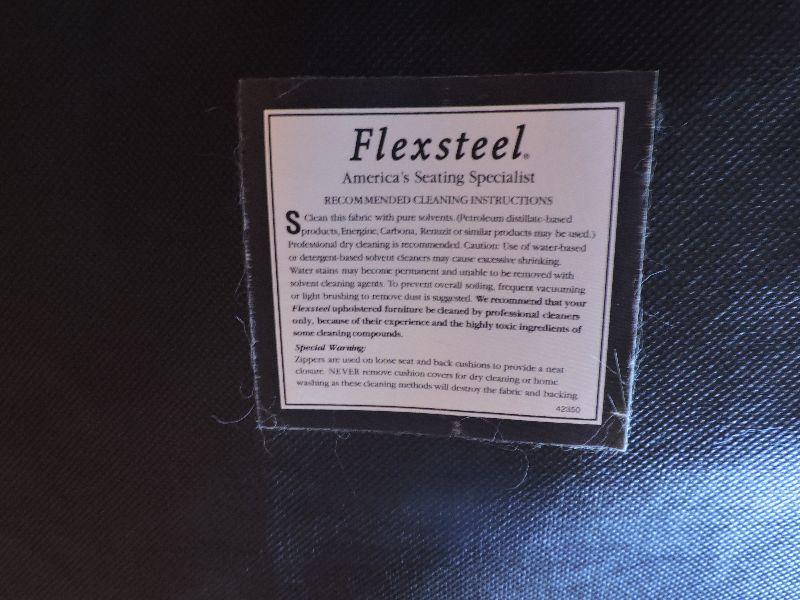 Flexsteel®
America's Seating Specialist
RECOMMENDED CLEANING INSTRUCTIONS
S Clean this fabric with pure solvents. (Petroleum distillate-based
products, Energine, Carbona, Renuzit or similar products may be used.)
Professional dry cleaning is recommended. Caution: Use of water-based
or detergent-based solvent cleaners may cause excessive shrinking.
Water stains may become permanent and unable to be removed with
solvent cleaning agents. To prevent overall soiling, frequent vacuuming
or light brushing to remove dust is suggested. We recommend that your
Flexsteel upholstered furniture be cleaned by professional cleaners
only, because of their experience and the highly toxic ingredients of
some cleaning compounds.
Special Warning:
Zippers are used on loose seat and back cushions to provide a neat
closure. NEVER remove cushion covers for dry cleaning or home
washing as these cleaning methods will destroy the fabric and backing.
42350